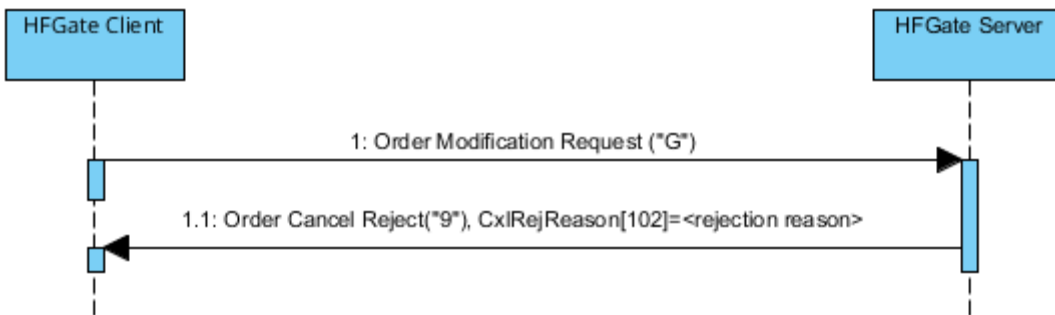 HFGate Client
HFGate Server
1: Order Modification Request ("G")
1.1: Order Cancel Reject("9"), CxlRejReason[102]=<rejection reason>